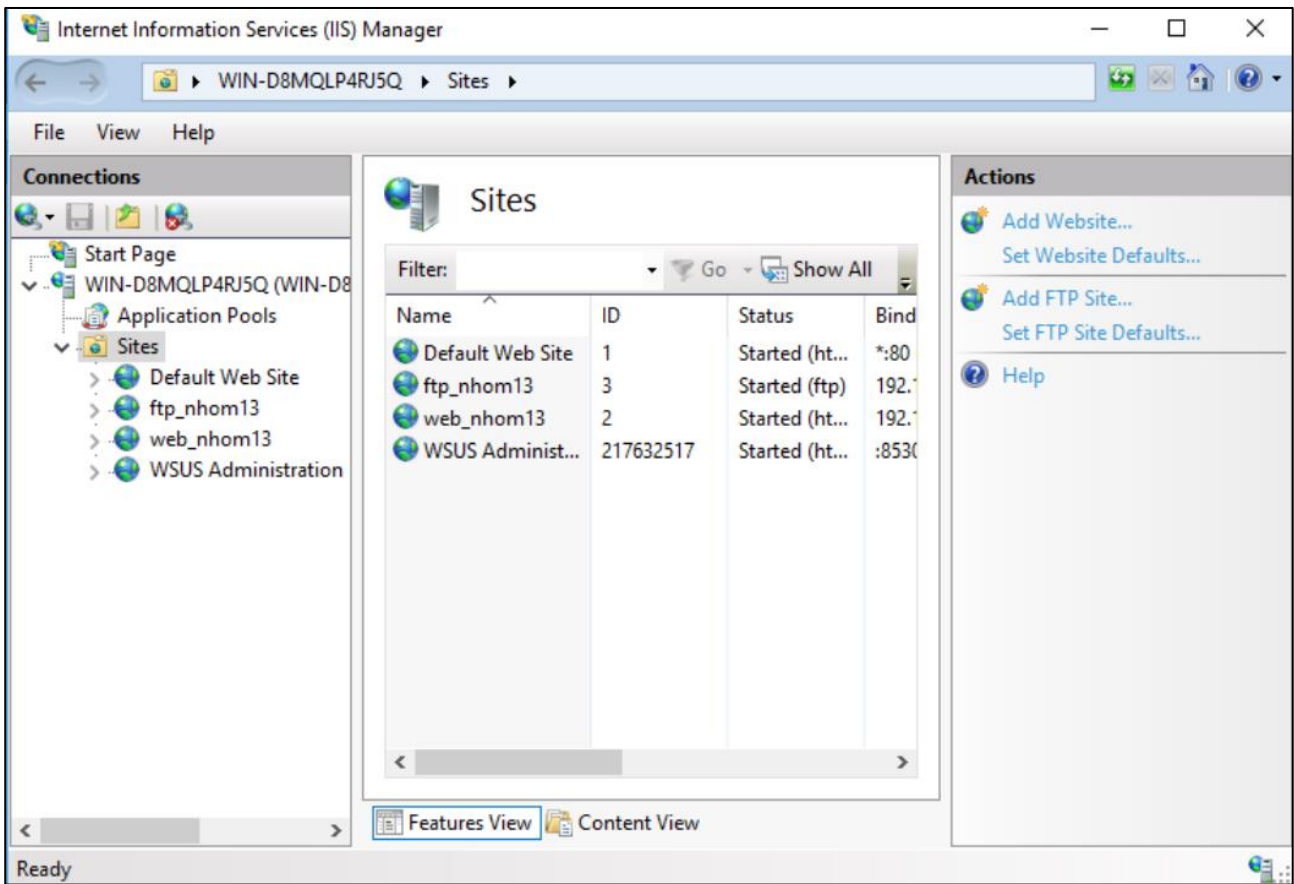 Internet Information Services (IIS) Manager
WIN-D8MQLP4RJ5Q Sites
File View Help
Connections
Start Page
WIN-D8MQLP4RJ5Q (WIN-D8
Application Pools
Sites
Default Web Site
ftp_nhom13
web_nhom13
WSUS Administration
Sites
Filter: Go Show All
Name ID Status Bind
Default Web Site 1 Started (ht... *:80
ftp_nhom13 3 Started (ftp) 192.1
web_nhom13 2 Started (ht... 192.1
WSUS Administ... 217632517 Started (ht... :8530
Features View Content View
Actions
Add Website...
Set Website Defaults...
Add FTP Site...
Set FTP Site Defaults...
Help
Ready